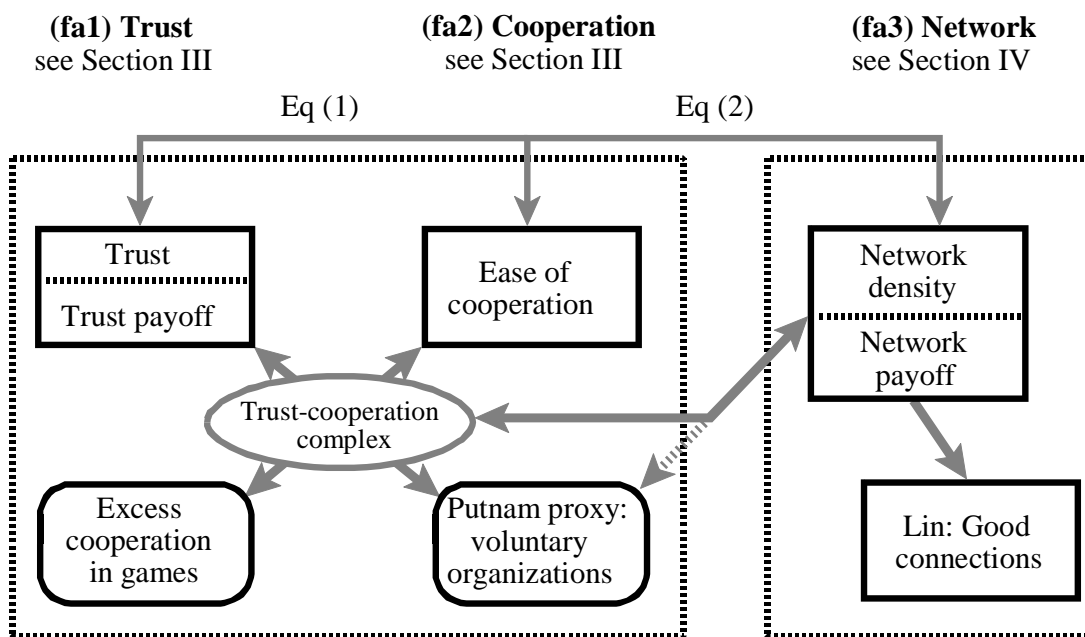 (fa1) Trust
see Section III
(fa2) Cooperation
see Section III
(fa3) Network
see Section IV
Eq (1)
Eq (2)
Trust
Trust payoff
Ease of
cooperation
Network
density
Network
payoff
Trust-cooperation
complex
Excess
cooperation
in games
Putnam proxy:
voluntary
organizations
Lin: Good
connections